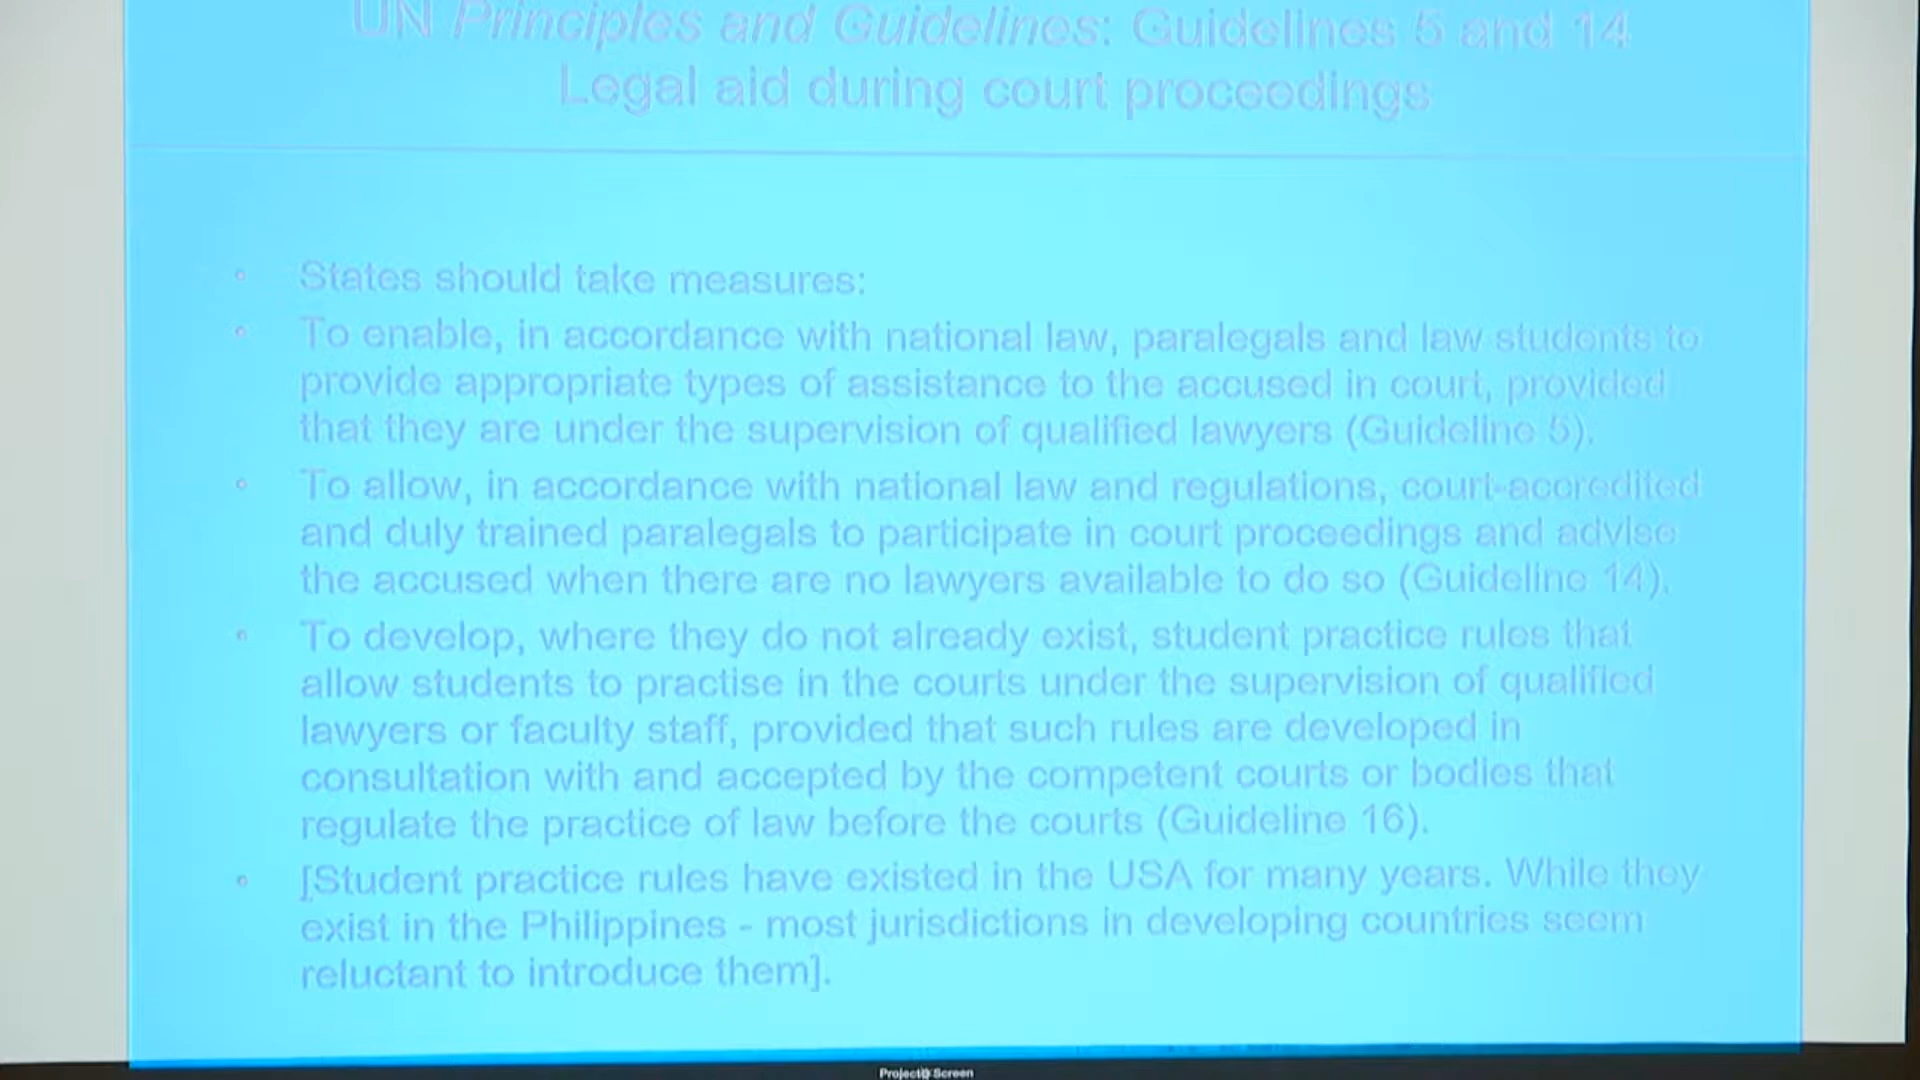 UN Principles and Guidelines: Guidelines 5 and 14
Legal aid during court proceedings
• States should take measures:
• To enable, in accordance with national law, paralegals and law students to
provide appropriate types of assistance to the accused in court, provided
that they are under the supervision of qualified lawyers (Guideline 5).
• To allow, in accordance with national law and regulations, court-accredited
and duly trained paralegals to participate in court proceedings and advise
the accused when there are no lawyers available to do so (Guideline 14).
• To develop, where they do not already exist, student practice rules that
allow students to practise in the courts under the supervision of qualified
lawyers or faculty staff, provided that such rules are developed in
consultation with and accepted by the competent courts or bodies that
regulate the practice of law before the courts (Guideline 16).
• [Student practice rules have existed in the USA for many years. While they
exist in the Philippines - most jurisdictions in developing countries seem
reluctant to introduce them].
Project Screen